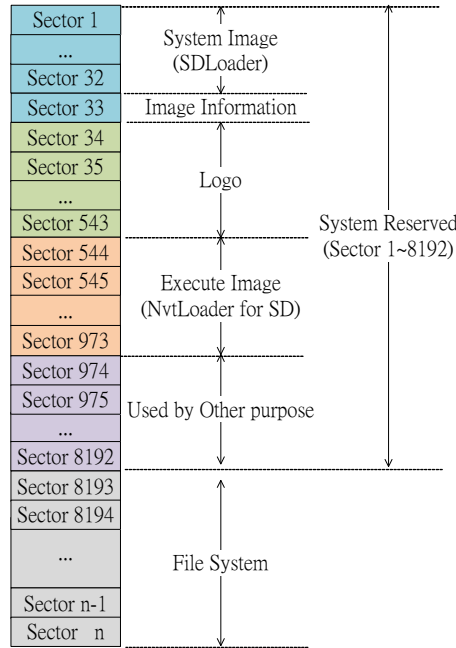 Sector 1
...
Sector 32
Sector 33
Sector 34
Sector 35
...
Sector 543
Sector 544
Sector 545
...
Sector 973
Sector 974
Sector 975
...
Sector 8192
Sector 8193
Sector 8194
...
Sector n-1
Sector n
System Image
(SDLoader)
Image Information
Logo
Execute Image
(NvtLoader for SD)
Used by Other purpose
File System
System Reserved
(Sector 1~8192)